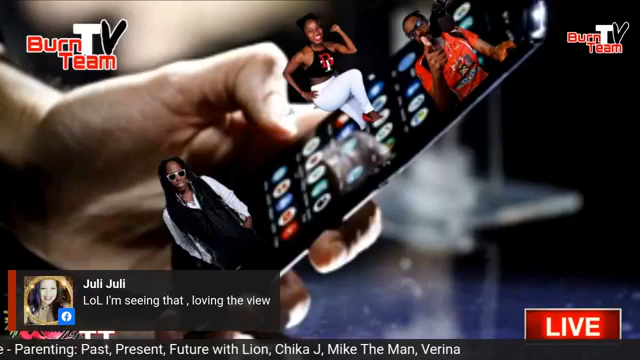 Burn TV
Team
Burn TV
Team
Juli Juli
LoL I'm seeing that , loving the view
LIVE
e - Parenting: Past, Present, Future with Lion, Chika J, Mike The Man, Verina